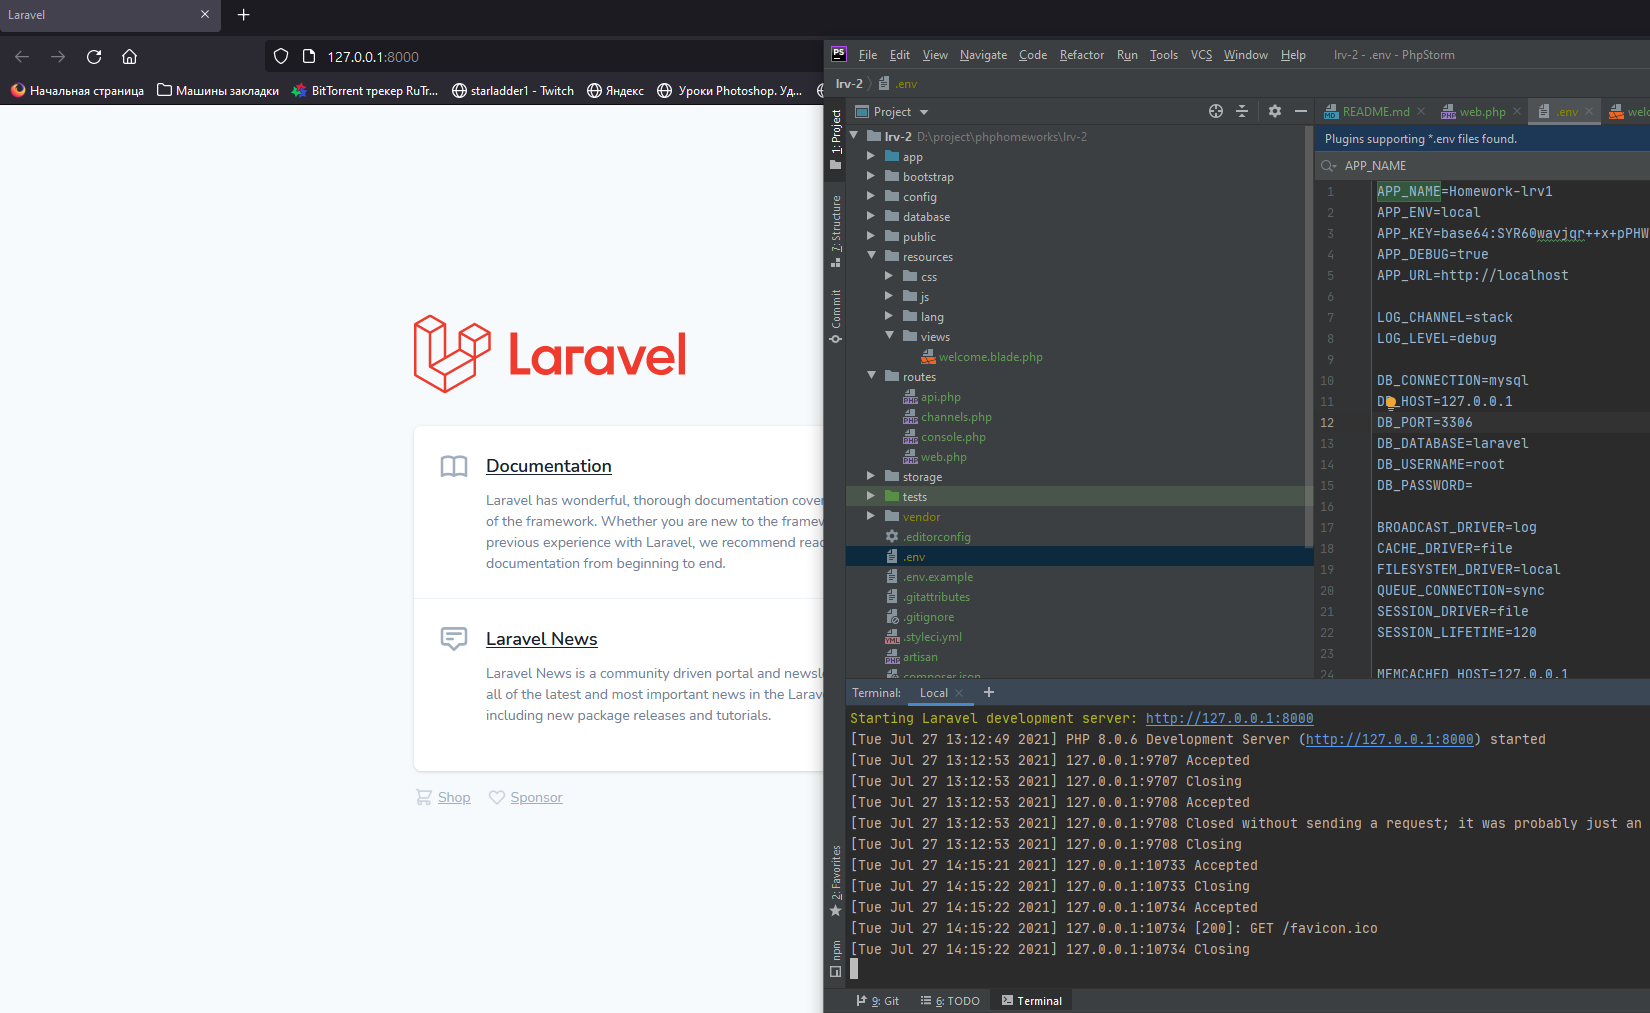 Laravel
127.0.0.1:8000
Начальная страница
Машины закладки
BitTorrent трекер RuTr...
starladder1 - Twitch
Яндекс
Уроки Photoshop. Уд...
Laravel
Documentation
Laravel has wonderful, thorough documentation cover
of the framework. Whether you are new to the framew
previous experience with Laravel, we recommend read
documentation from beginning to end.
Laravel News
Laravel News is a community driven portal and newsl
all of the latest and most important news in the Larav
including new package releases and tutorials.
Shop
Sponsor
PS File Edit View Navigate Code Refactor Run Tools VCS Window Help lrv-2 - .env - PhpStorm
lrv-2 .env
1: Project
7: Structure
Commit
2: Favorites
npm
Project
lrv-2 D:\project\phphomeworks\lrv-2
app
bootstrap
config
database
public
resources
css
js
lang
views
welcome.blade.php
routes
api.php
channels.php
console.php
web.php
storage
tests
vendor
.editorconfig
.env
.env.example
.gitattributes
.gitignore
.styleci.yml
artisan
composer.json
README.md web.php .env welc
Plugins supporting *.env files found.
APP_NAME
1 APP_NAME=Homework-lrv1
2 APP_ENV=local
3 APP_KEY=base64:SYR60wavjqr++x+pPHW
4 APP_DEBUG=true
5 APP_URL=http://localhost
6
7 LOG_CHANNEL=stack
8 LOG_LEVEL=debug
9
10 DB_CONNECTION=mysql
11 DB_HOST=127.0.0.1
12 DB_PORT=3306
13 DB_DATABASE=laravel
14 DB_USERNAME=root
15 DB_PASSWORD=
16
17 BROADCAST_DRIVER=log
18 CACHE_DRIVER=file
19 FILESYSTEM_DRIVER=local
20 QUEUE_CONNECTION=sync
21 SESSION_DRIVER=file
22 SESSION_LIFETIME=120
23
24 MEMCACHED_HOST=127.0.0.1
Terminal: Local
Starting Laravel development server: http://127.0.0.1:8000
[Tue Jul 27 13:12:49 2021] PHP 8.0.6 Development Server (http://127.0.0.1:8000) started
[Tue Jul 27 13:12:53 2021] 127.0.0.1:9707 Accepted
[Tue Jul 27 13:12:53 2021] 127.0.0.1:9707 Closing
[Tue Jul 27 13:12:53 2021] 127.0.0.1:9708 Accepted
[Tue Jul 27 13:12:53 2021] 127.0.0.1:9708 Closed without sending a request; it was probably just an
[Tue Jul 27 13:12:53 2021] 127.0.0.1:9708 Closing
[Tue Jul 27 14:15:21 2021] 127.0.0.1:10733 Accepted
[Tue Jul 27 14:15:22 2021] 127.0.0.1:10733 Closing
[Tue Jul 27 14:15:22 2021] 127.0.0.1:10734 Accepted
[Tue Jul 27 14:15:22 2021] 127.0.0.1:10734 [200]: GET /favicon.ico
[Tue Jul 27 14:15:22 2021] 127.0.0.1:10734 Closing
9: Git 6: TODO Terminal